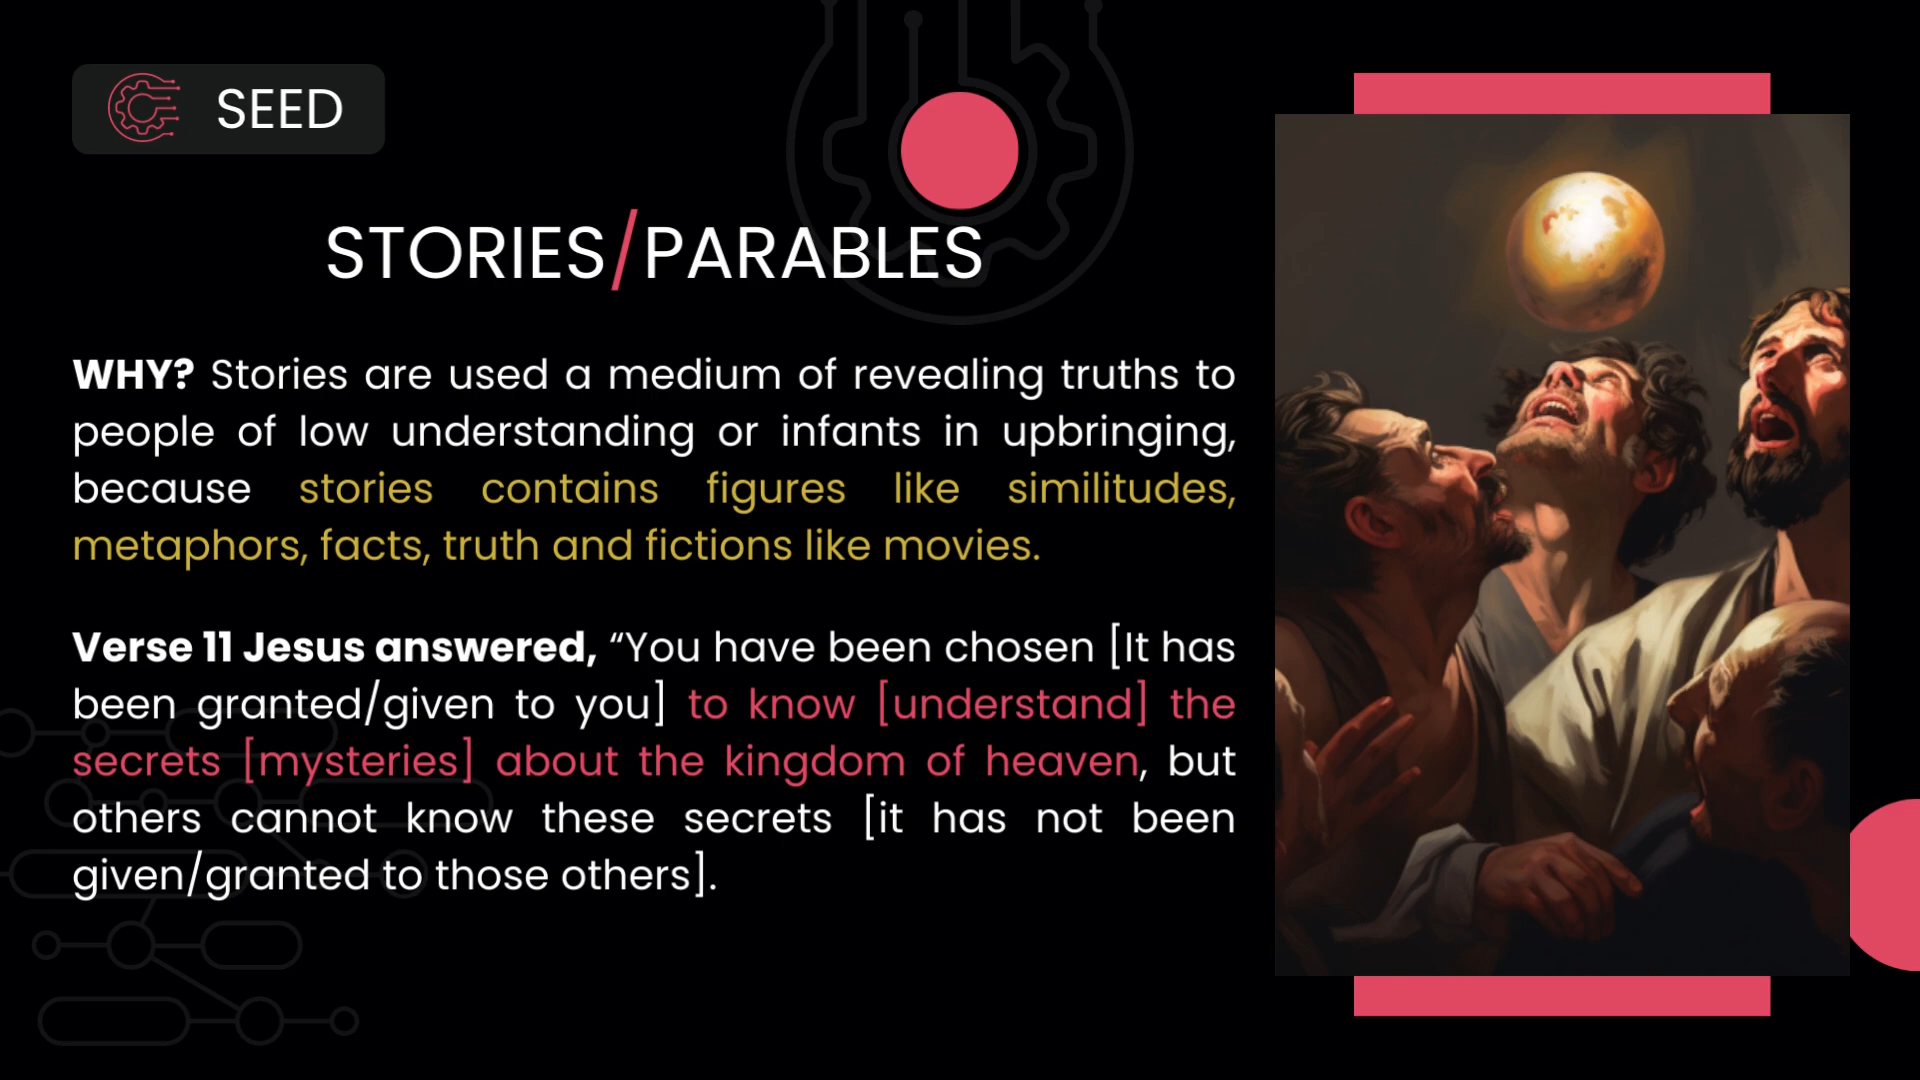 SEED
STORIES/PARABLES
WHY? Stories are used a medium of revealing truths to
people of low understanding or infants in upbringing,
because stories contains figures like similitudes,
metaphors, facts, truth and fictions like movies.
Verse 11 Jesus answered, “You have been chosen [It has
been granted/given to you] to know [understand] the
secrets [mysteries] about the kingdom of heaven, but
others cannot know these secrets [it has not been
given/granted to those others].